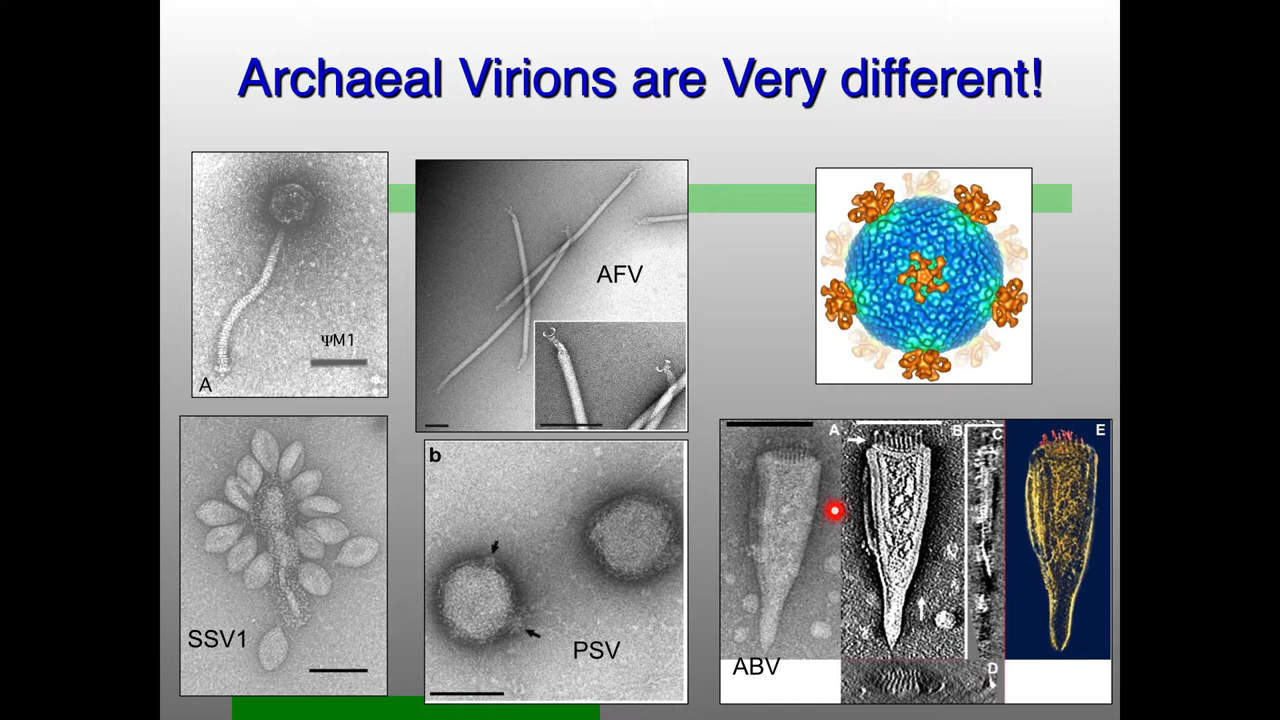 Archaeal Virions are Very different!
ΨM1
A
AFV
SSV1
b
PSV
A
B
C
E
D
ABV